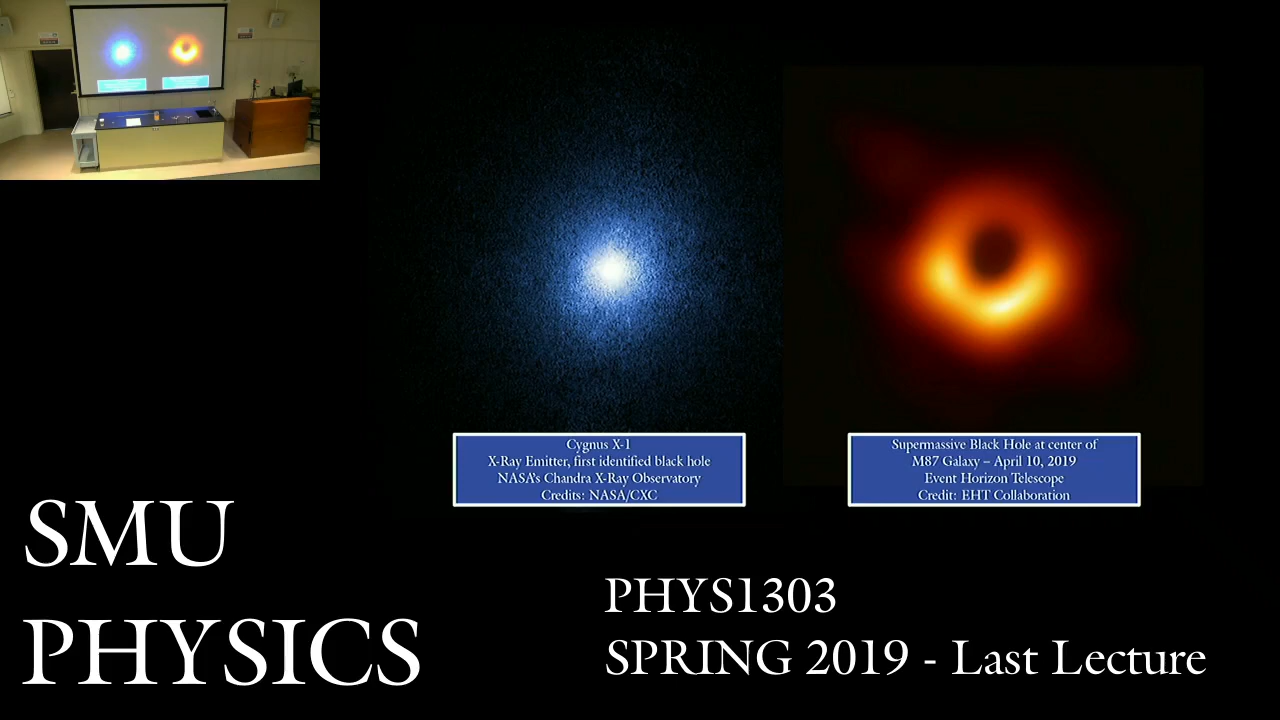 Cygnus X-1
X-Ray Emitter, first identified black hole
NASA's Chandra X-Ray Observatory
Credits: NASA/CXC
Supermassive Black Hole at center of
M87 Galaxy – April 10, 2019
Event Horizon Telescope
Credit: EHT Collaboration
SMU
PHYSICS
PHYS1303
SPRING 2019 - Last Lecture